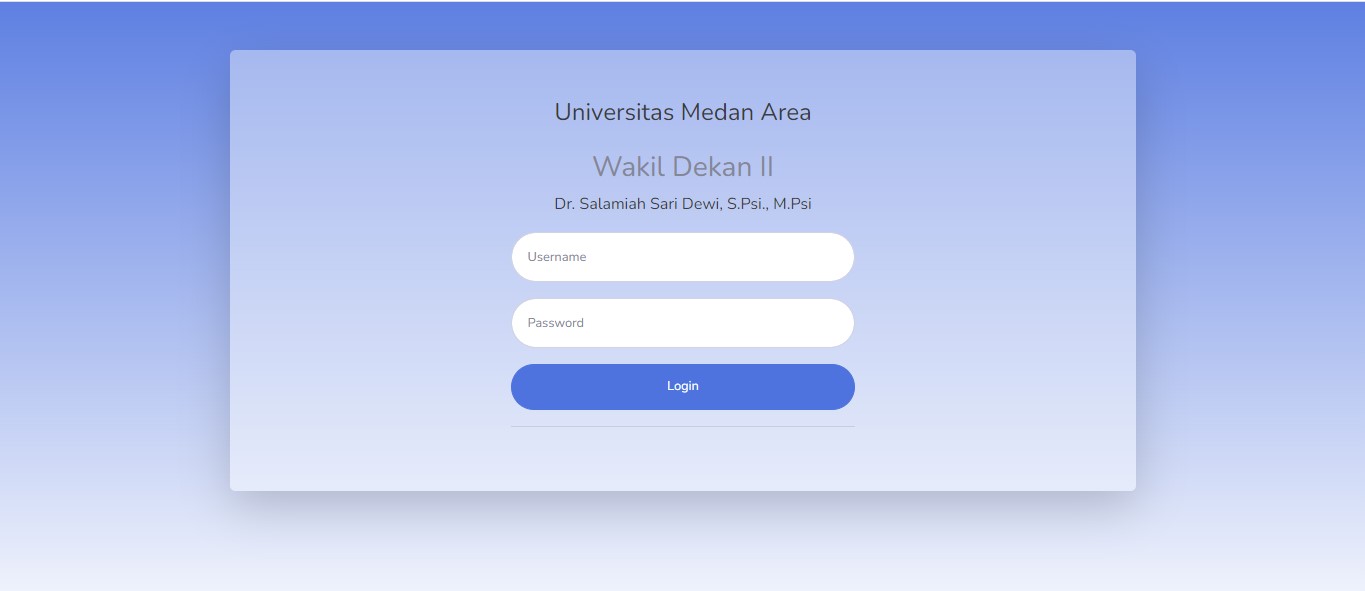 Universitas Medan Area
Wakil Dekan II
Dr. Salamiah Sari Dewi, S.Psi., M.Psi
Username
Password
Login